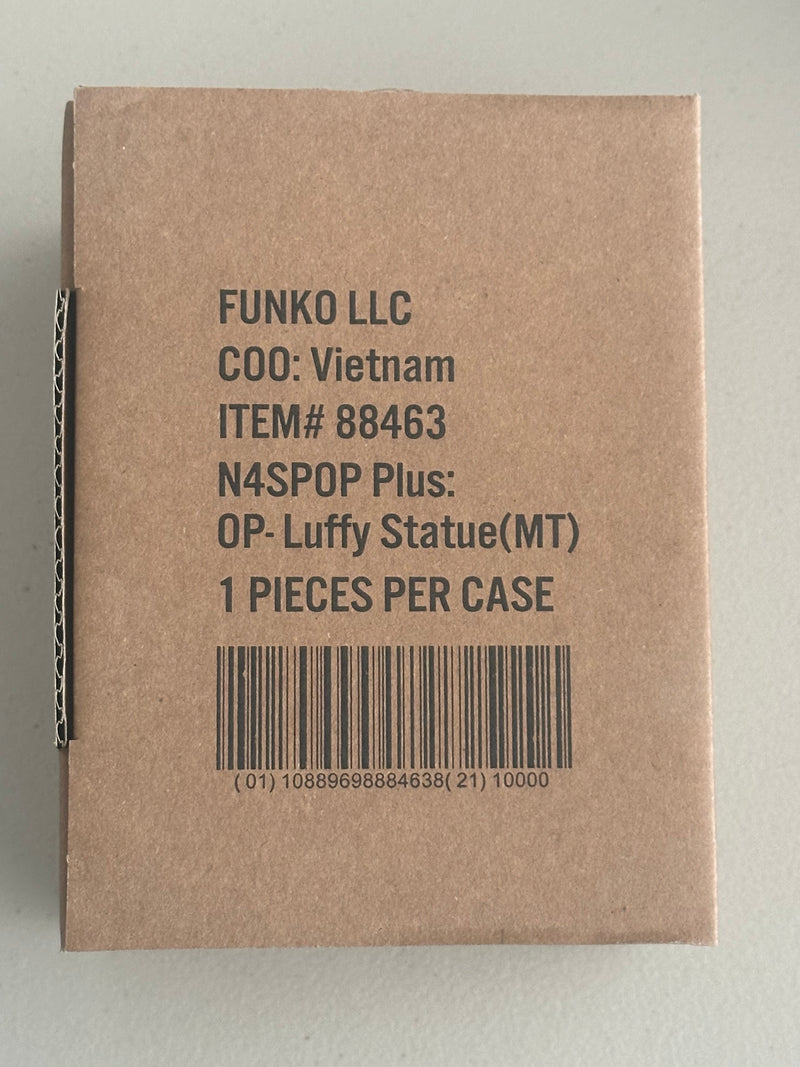 FUNKO LLC
COO: Vietnam
ITEM# 88463
N4SPOP Plus:
OP- Luffy Statue(MT)
1 PIECES PER CASE
(01) 10889698884638(21) 10000